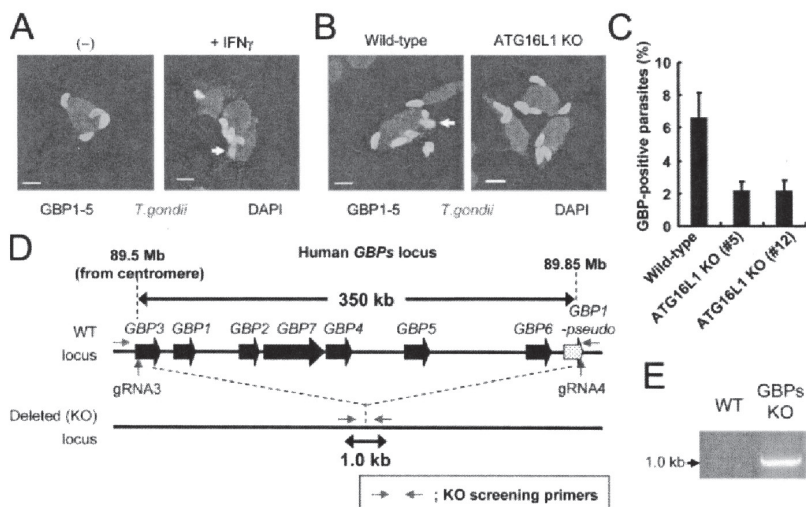 A
(−)
+ IFNγ
GBP1-5
T.gondii
DAPI
B
Wild-type
ATG16L1 KO
GBP1-5
T.gondii
DAPI
C
GBP-positive parasites (%)
10
8
6
4
2
0
Wild-type
ATG16L1 KO (#5)
ATG16L1 KO (#12)
D
Human GBPs locus
89.5 Mb
(from centromere)
89.85 Mb
350 kb
WT
locus
GBP3
GBP1
GBP2
GBP7
GBP4
GBP5
GBP6
GBP1
-pseudo
gRNA3
gRNA4
Deleted (KO)
locus
1.0 kb
; KO screening primers
E
WT
GBPs
KO
1.0 kb